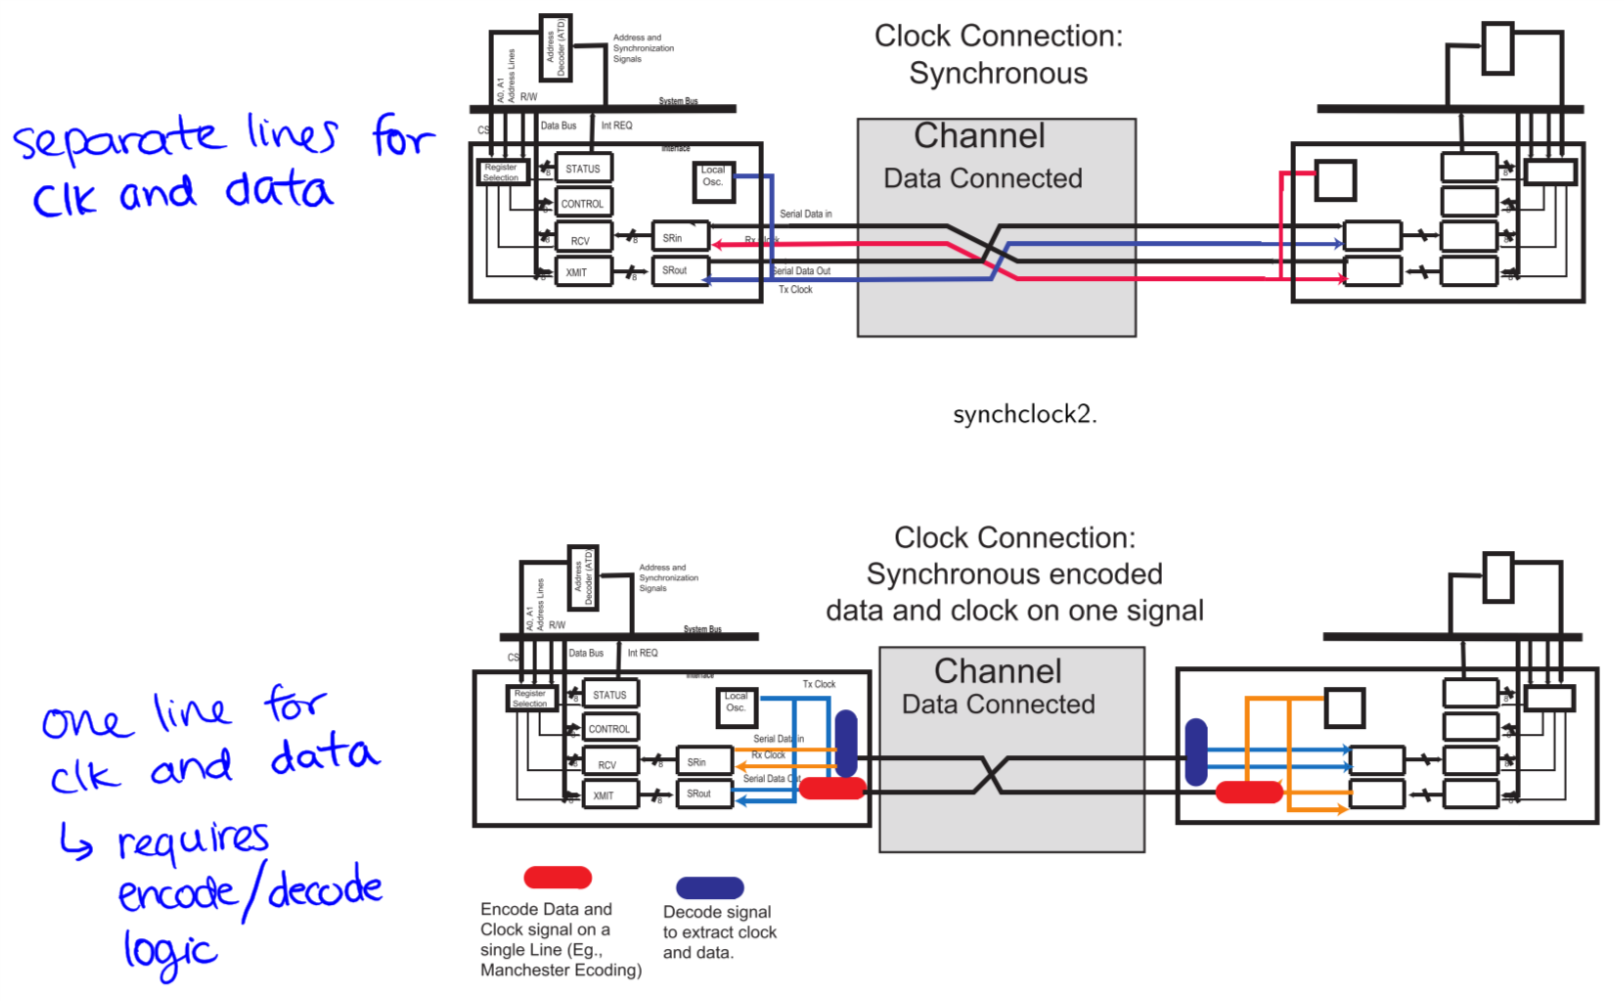 Address
Decoder (ATD)
Address and
Synchronization
Signals
A0, A1
Address Lines
R/W
System Bus
CS
Data Bus
Int REQ
Interface
Register
Selection
8
STATUS
CONTROL
RCV
8
SRin
XMIT
8
SRout
Local
Osc.
Serial Data in
Rx Clock
Serial Data Out
Tx Clock
Clock Connection:
Synchronous
Channel
Data Connected
separate lines for
clk and data
synchclock2.
Clock Connection:
Synchronous encoded
data and clock on one signal
Address
Decoder (ATD)
Address and
Synchronization
Signals
A0, A1
Address Lines
R/W
System Bus
CS
Data Bus
Int REQ
Interface
Register
Selection
8
STATUS
CONTROL
RCV
8
SRin
XMIT
8
SRout
Local
Osc.
Tx Clock
Serial Data in
Rx Clock
Serial Data Out
Channel
Data Connected
one line for
clk and data
↳ requires
encode/decode
logic
Encode Data and
Clock signal on a
single Line (Eg.,
Manchester Ecoding)
Decode signal
to extract clock
and data.